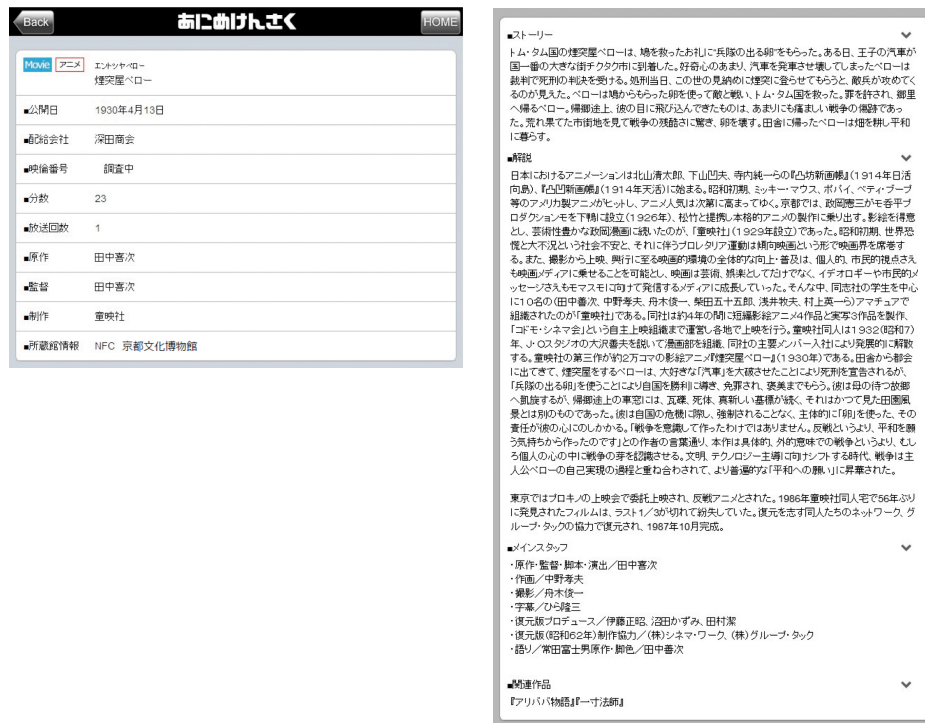 Back
あにめけんさく
HOME
Movie アニメ エントツヤペロー
煙突屋ペロー
■公開日 1930年4月13日
■配給会社 深田商会
■映倫番号 調査中
■分数 23
■放送回数 1
■原作 田中喜次
■監督 田中喜次
■制作 童映社
■所蔵館情報 NFC 京都文化博物館
■ストーリー
トム・タム国の煙突屋ペローは、鳩を救ったお礼に"兵隊の出る卵"をもらった。ある日、王子の汽車が
国一番の大きな街チクタク市に到着した。好奇心のあまり、汽車を発車させ壊してしまったペローは
裁判で死刑の判決を受ける。処刑当日、この世の見納めに煙突に登らせてもらうと、敵兵が攻めてく
るのが見えた。ペローは鳩からもらった卵を使って敵と戦い、トム・タム国を救った。罪を許され、郷里
へ帰るペロー。帰郷途上、彼の目に飛び込んできたものは、あまりにも痛ましい戦争の傷跡であっ
た。荒れ果てた市街地を見て戦争の残酷さに驚き、卵を壊す。田舎に帰ったペローは畑を耕し平和
に暮らす。
■解説
日本におけるアニメーションは北山清太郎、下山凹夫、寺内純一らの『凸坊新画帳』(1914年日活
向島)、『凸凹新画帳』(1914年天活)に始まる。昭和初期、ミッキー・マウス、ポパイ、ベティ・ブープ
等のアメリカ製アニメがヒットし、アニメ人気は次第に高まってゆく。京都では、政岡憲三がモ呑平プ
ロダクションモを下鴨に設立(1926年)、松竹と提携し本格的アニメの製作に乗り出す。影絵を得意
とし、芸術性豊かな政岡漫画に続いたのが、「童映社」(1929年設立)であった。昭和初期、世界恐
慌と大不況という社会不安と、それに伴うプロレタリア運動は傾向映画という形で映画界を席巻す
る。また、撮影から上映、興行に至る映画的環境の全体的な向上・普及は、個人的、市民的視点さえ
も映画メディアに乗せることを可能とし、映画は芸術、娯楽としてだけでなく、イデオロギーや市民的メ
ッセージさえもマスモミに向けて発信するメディアに成長していった。そんな中、同志社の学生を中心
に10名の(田中善次、中野孝夫、舟木俊一、柴田五十五郎、浅井牧夫、村上英一ら)アマチュアで
組織されたのが「童映社」である。同社は約4年の間に短編影絵アニメ4作品と実写3作品を製作、
「コドモ・シネマ会」という自主上映組織まで運営し各地で上映を行う。童映社同人は1932(昭和7)
年、J・Oスタジオの大沢善夫を説いて漫画部を組織、同社の主要メンバー入社により発展的に解散
する。童映社の第三作が約2万コマの影絵アニメ『煙突屋ペロー』(1930年)である。田舎から都会
に出てきて、煙突屋をするペローは、大好きな「汽車」を大破させたことにより死刑を宣告されるが、
「兵隊の出る卵」を使うことにより自国を勝利に導き、免罪され、褒美までもらう。彼は母の待つ故郷
へ凱旋するが、帰郷途上の車窓には、瓦礫、死体、真新しい墓標が続く、それはかつて見た田園風
景とは別のものであった。彼は自国の危機に際し、強制されることなく、主体的に「卵」を使った、その
責任が彼の心にのしかかる。「戦争を意識して作ったわけではありません。反戦というより、平和を願
う気持ちから作ったのです」との作者の言葉通り、本作は具体的、外的意味での戦争というより、むし
ろ個人の心の中に戦争の芽を認識させる。文明、テクノロジー主導に向けシフトする時代、戦争は主
人公ペローの自己実現の過程と重ね合わされて、より普遍的な「平和への願い」に昇華された。
東京ではプロキノの上映会で委託上映され、反戦アニメとされた。1986年童映社同人宅で56年ぶり
に発見されたフィルムは、ラスト1/3が切れて紛失していた。復元を志す同人たちのネットワーク、グ
ループ・タックの協力で復元され、1987年10月完成。
■メインスタッフ
・原作・監督・脚本・演出/田中喜次
・作画/中野孝夫
・撮影/舟木俊一
・字幕/ひら隆三
・復元版プロデュース/伊藤正昭、沼田かずみ、田村潔
・復元版(昭和62年)制作協力/(株)シネマ・ワーク、(株)グループ・タック
・語り/常田富士男原作・脚色/田中善次
■関連作品
『アリババ物語』『一寸法師』